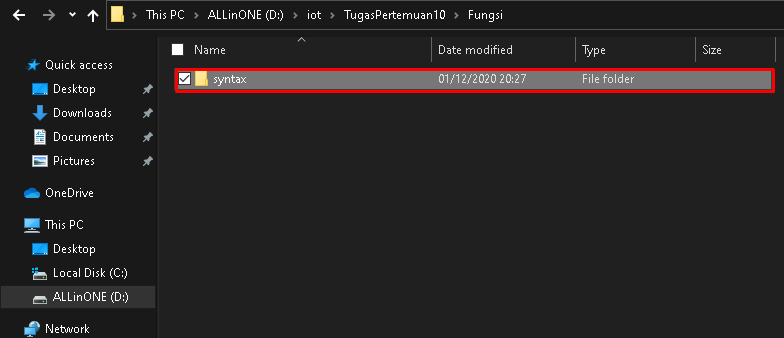 This PC > ALLinONE (D:) > iot > TugasPertemuan10 > Fungsi
Name Date modified Type Size
Quick access
syntax 01/12/2020 20:27 File folder
Desktop
Downloads
Documents
Pictures
OneDrive
This PC
Desktop
Local Disk (C:)
ALLinONE (D:)
Network